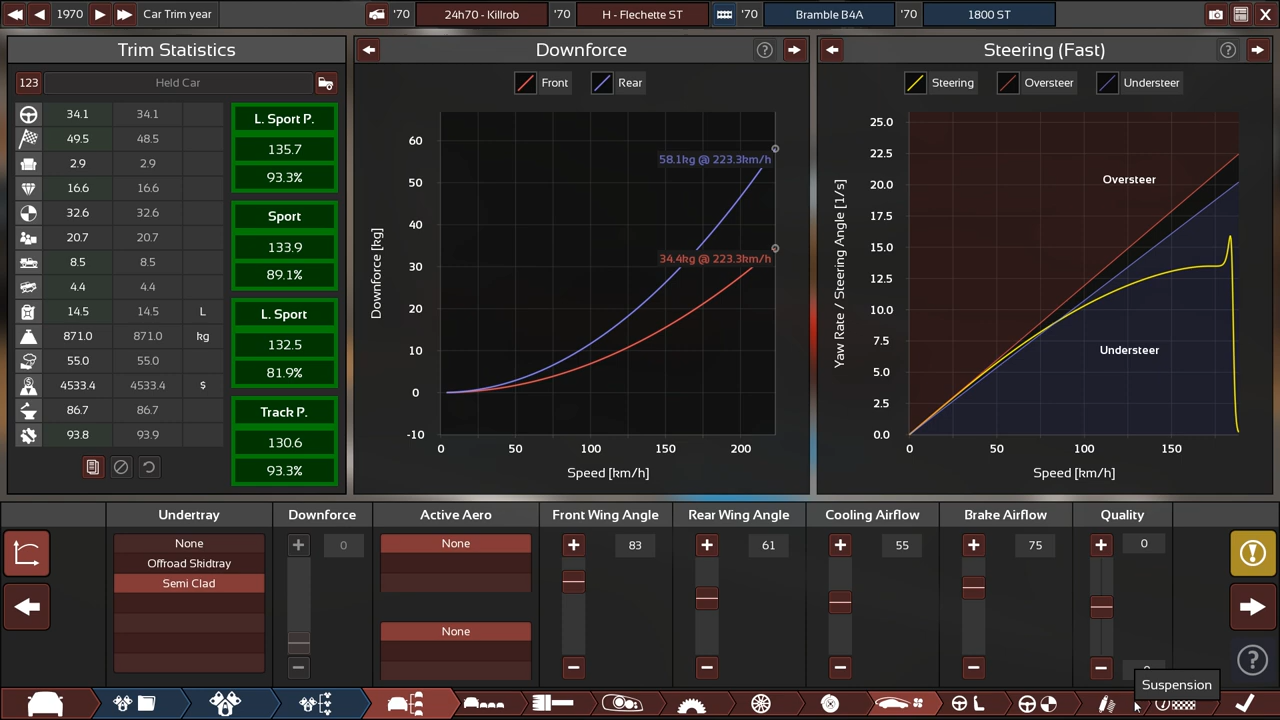 1970 Car Trim year '70 24h70 - Killrob '70 H - Flechette ST '70 Bramble B4A '70 1800 ST
Trim Statistics
123 Held Car
34.1 34.1
49.5 48.5
2.9 2.9
16.6 16.6
32.6 32.6
20.7 20.7
8.5 8.5
4.4 4.4
14.5 14.5 L
871.0 871.0 kg
55.0 55.0
4533.4 4533.4 $
86.7 86.7
93.8 93.9
L. Sport P.
135.7
93.3%
Sport
133.9
89.1%
L. Sport
132.5
81.9%
Track P.
130.6
93.3%
Downforce
?
Front Rear
Downforce [kg]
60
50
40
30
20
10
0
-10
58.1kg @ 223.3km/h
34.4kg @ 223.3km/h
0 50 100 150 200
Speed [km/h]
Steering (Fast)
?
Steering Oversteer Understeer
Yaw Rate / Steering Angle [1/s]
25.0
22.5
20.0
17.5
15.0
12.5
10.0
7.5
5.0
2.5
0.0
Oversteer
Understeer
0 50 100 150
Speed [km/h]
Undertray
None
Offroad Skidtray
Semi Clad
Downforce
0
Active Aero
None
None
Front Wing Angle
83
Rear Wing Angle
61
Cooling Airflow
55
Brake Airflow
75
Quality
0
?
Suspension